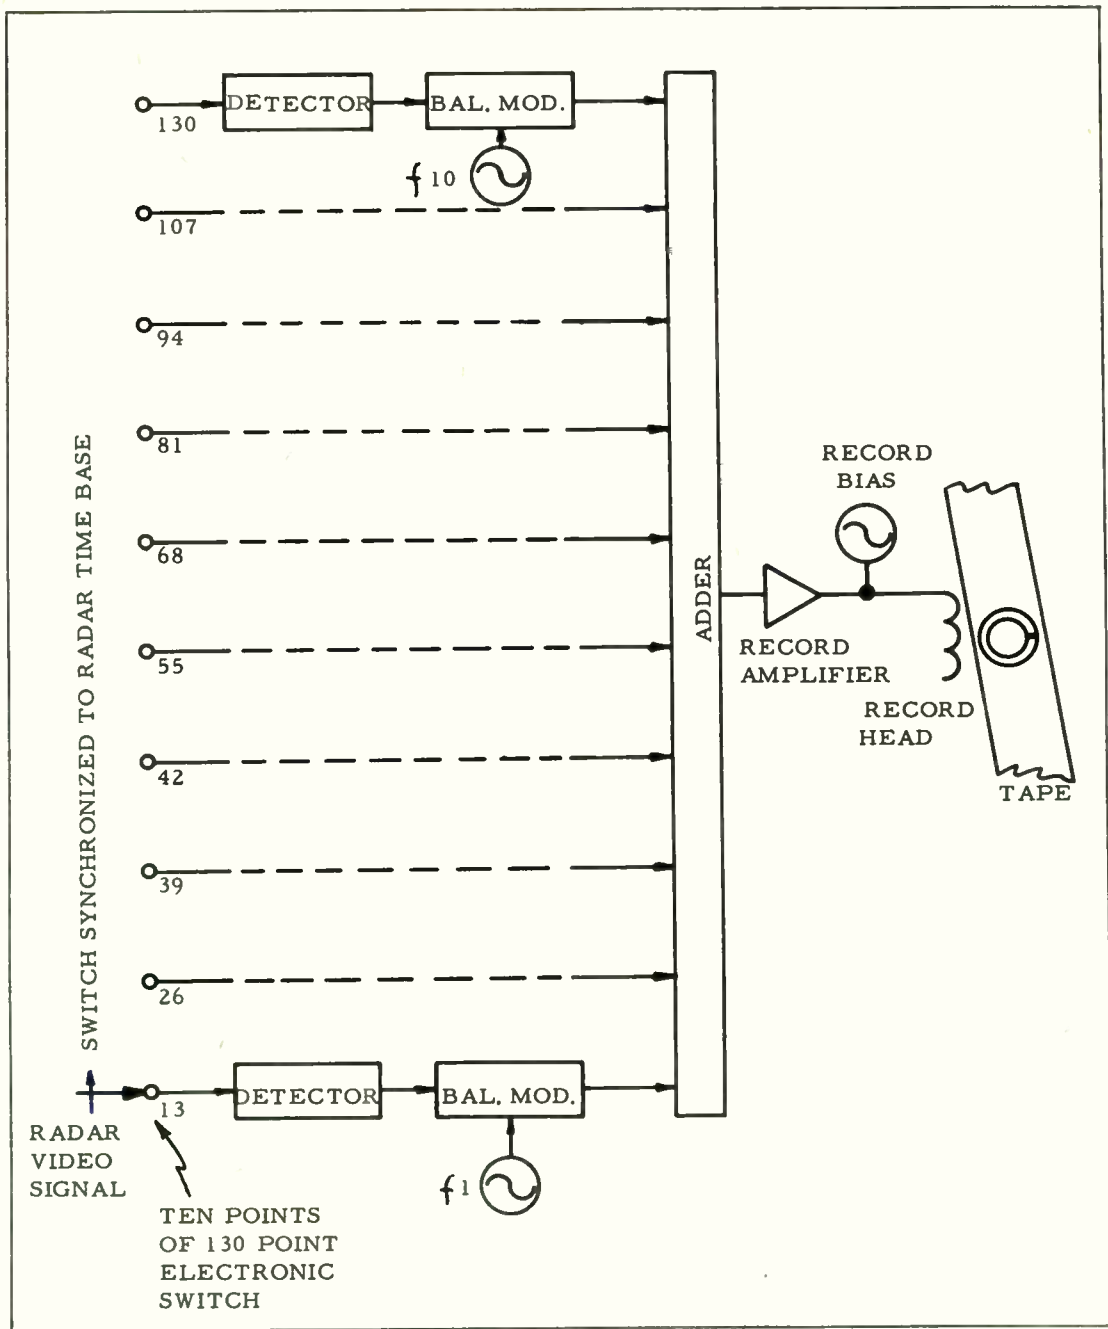 DETECTOR
BAL. MOD.
130
f 10
107
94
81
68
55
42
39
26
13
DETECTOR
BAL. MOD.
f 1
SWITCH SYNCHRONIZED TO RADAR TIME BASE
RADAR
VIDEO
SIGNAL
TEN POINTS
OF 130 POINT
ELECTRONIC
SWITCH
ADDER
RECORD
BIAS
RECORD
AMPLIFIER
RECORD
HEAD
TAPE